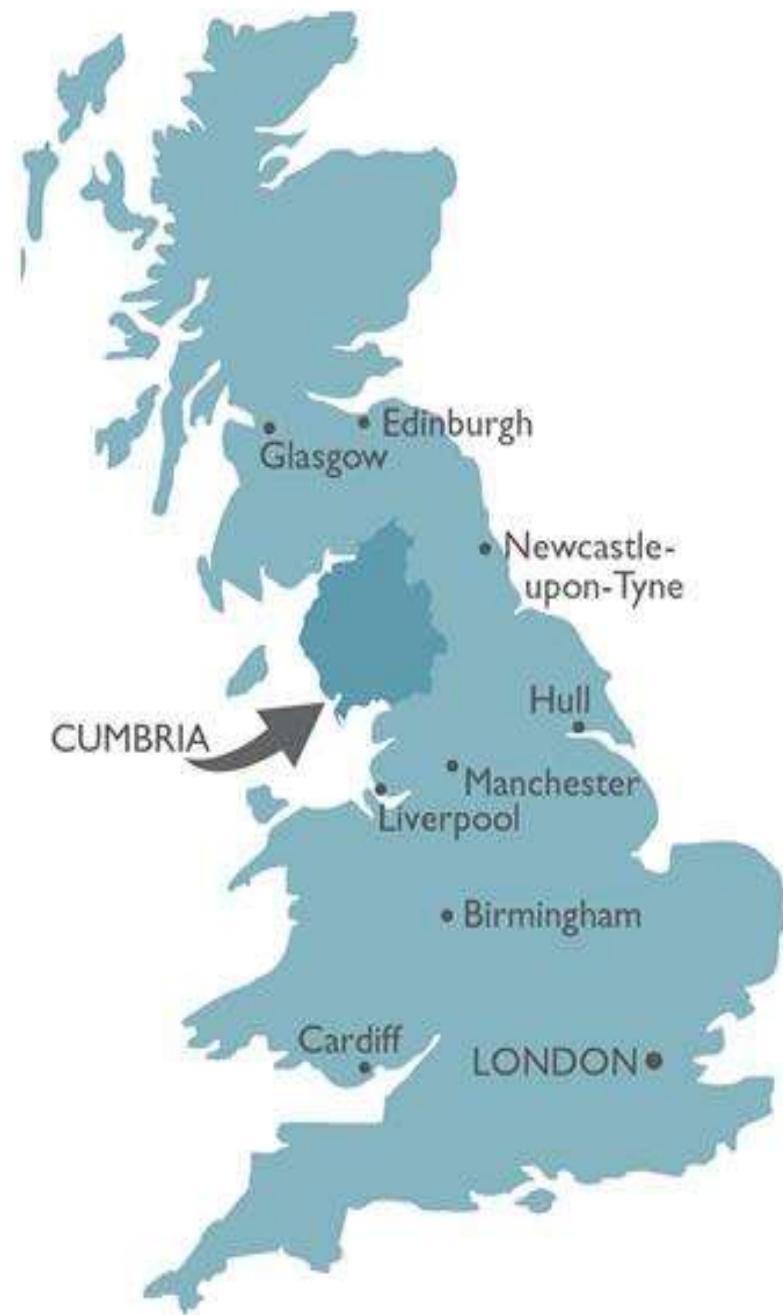 Edinburgh
Glasgow
Newcastle-
upon-Tyne
Hull
CUMBRIA
Manchester
Liverpool
Birmingham
Cardiff
LONDON